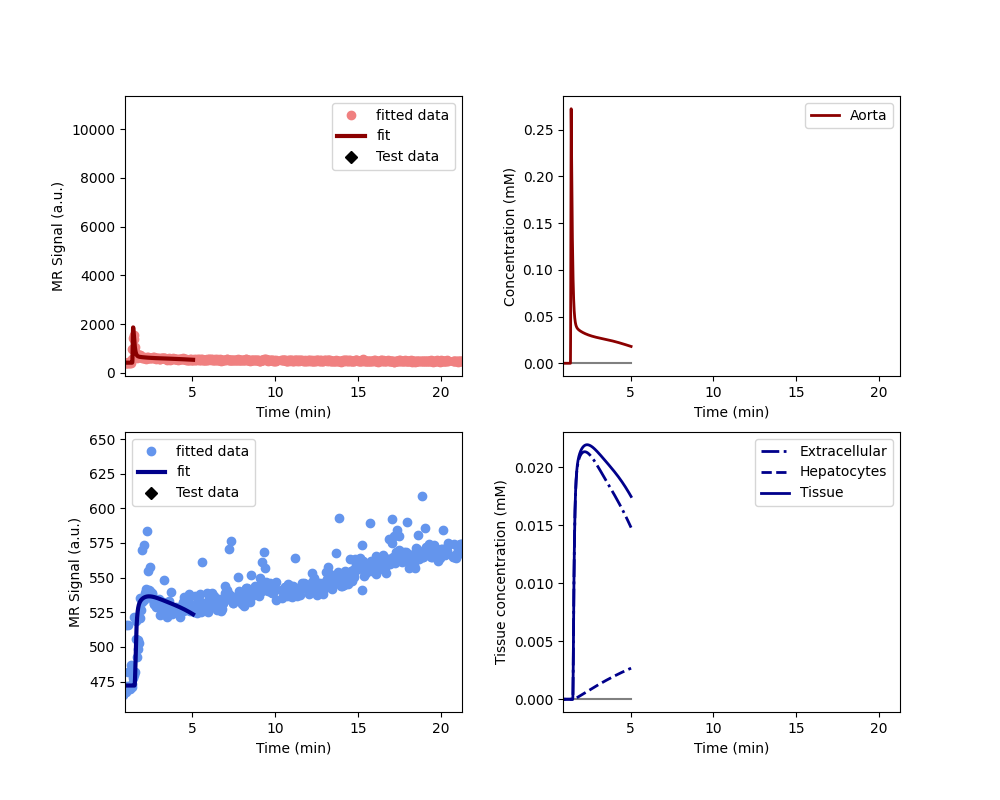 10000
8000
6000
4000
2000
0
MR Signal (a.u.)
5
10
15
20
Time (min)
fitted data
fit
Test data
0.25
0.20
0.15
0.10
0.05
0.00
Concentration (mM)
5
10
15
20
Time (min)
Aorta
650
625
600
575
550
525
500
475
MR Signal (a.u.)
5
10
15
20
Time (min)
fitted data
fit
Test data
0.020
0.015
0.010
0.005
0.000
Tissue concentration (mM)
5
10
15
20
Time (min)
Extracellular
Hepatocytes
Tissue